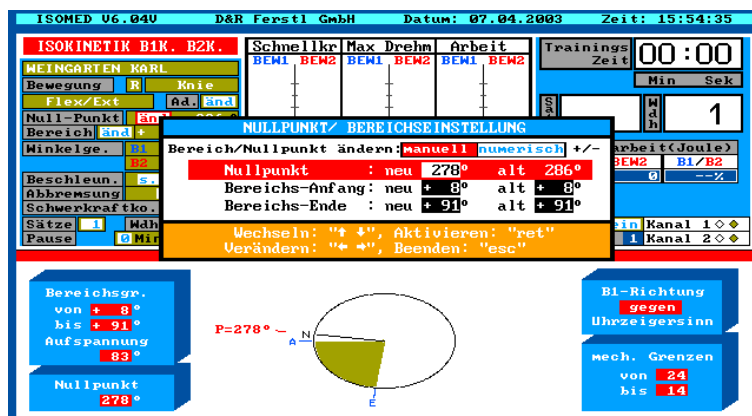 ISOMED V6.04V D&R Ferstl GmbH Datum: 07.04.2003 Zeit: 15:54:35
ISOKINETIK B1K. B2K.
WEINGARTEN KARL
Bewegung R Knie
Flex/Ext Ad. änd
Null-Punkt änd
Bereich änd +
Winkelge. B1
B2
Beschleun. s.
Abbremsung
Schwerkraftko.
Sätze 1 Wdh
Pause 0 Min
Schnellkr Max Drehm Arbeit
BEW1 BEW2 BEW1 BEW2 BEW1 BEW2
Trainings
Zeit 00:00
Min Sek
Wdh 1
arbeit(Joule)
BEW2 B1/B2
0 --%
ein Kanal 1
1 Kanal 2
NULLPUNKT/ BEREICHSEINSTELLUNG
Bereich/Nullpunkt ändern: manuell numerisch +/-
Nullpunkt : neu 278° alt 286°
Bereichs-Anfang: neu + 8° alt + 8°
Bereichs-Ende : neu + 91° alt + 91°
Wechseln: "↑ ↓", Aktivieren: "ret"
Verändern: "← →", Beenden: "esc"
Bereichsgr.
von + 8°
bis + 91°
Aufspannung
83°
Nullpunkt
278°
P=278°
N
A
E
B1-Richtung
gegen
Uhrzeigersinn
mech. Grenzen
von 24
bis 14